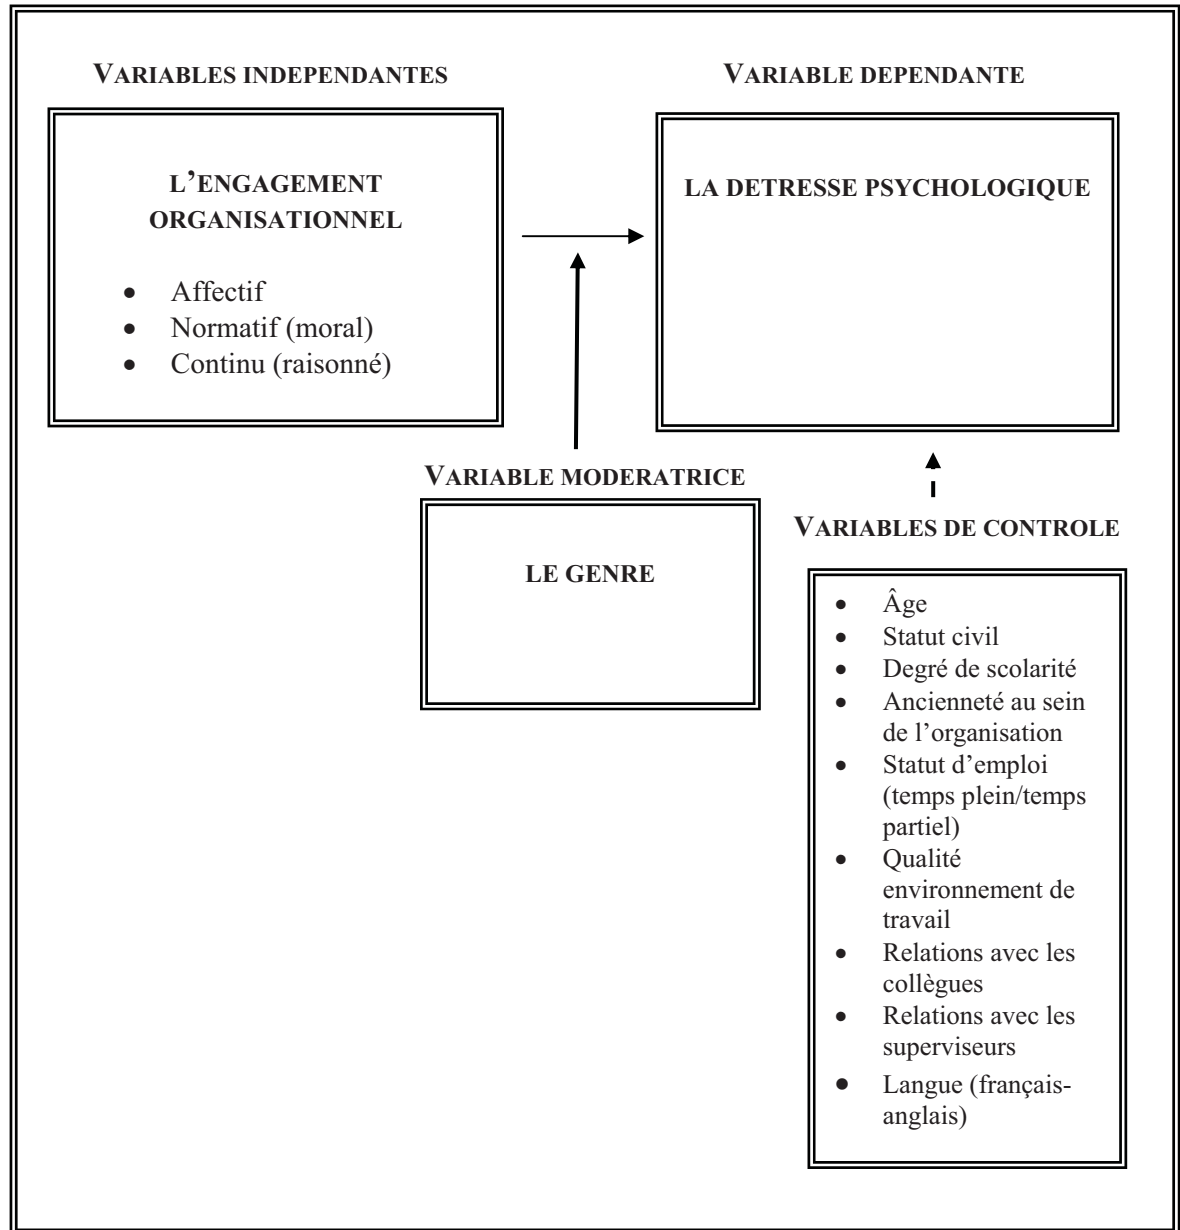 VARIABLES INDEPENDANTES
L'ENGAGEMENT
ORGANISATIONNEL
• Affectif
• Normatif (moral)
• Continu (raisonné)
VARIABLE DEPENDANTE
LA DETRESSE PSYCHOLOGIQUE
VARIABLE MODERATRICE
LE GENRE
VARIABLES DE CONTROLE
• Âge
• Statut civil
• Degré de scolarité
• Ancienneté au sein
de l'organisation
• Statut d'emploi
(temps plein/temps
partiel)
• Qualité
environnement de
travail
• Relations avec les
collègues
• Relations avec les
superviseurs
• Langue (français-
anglais)